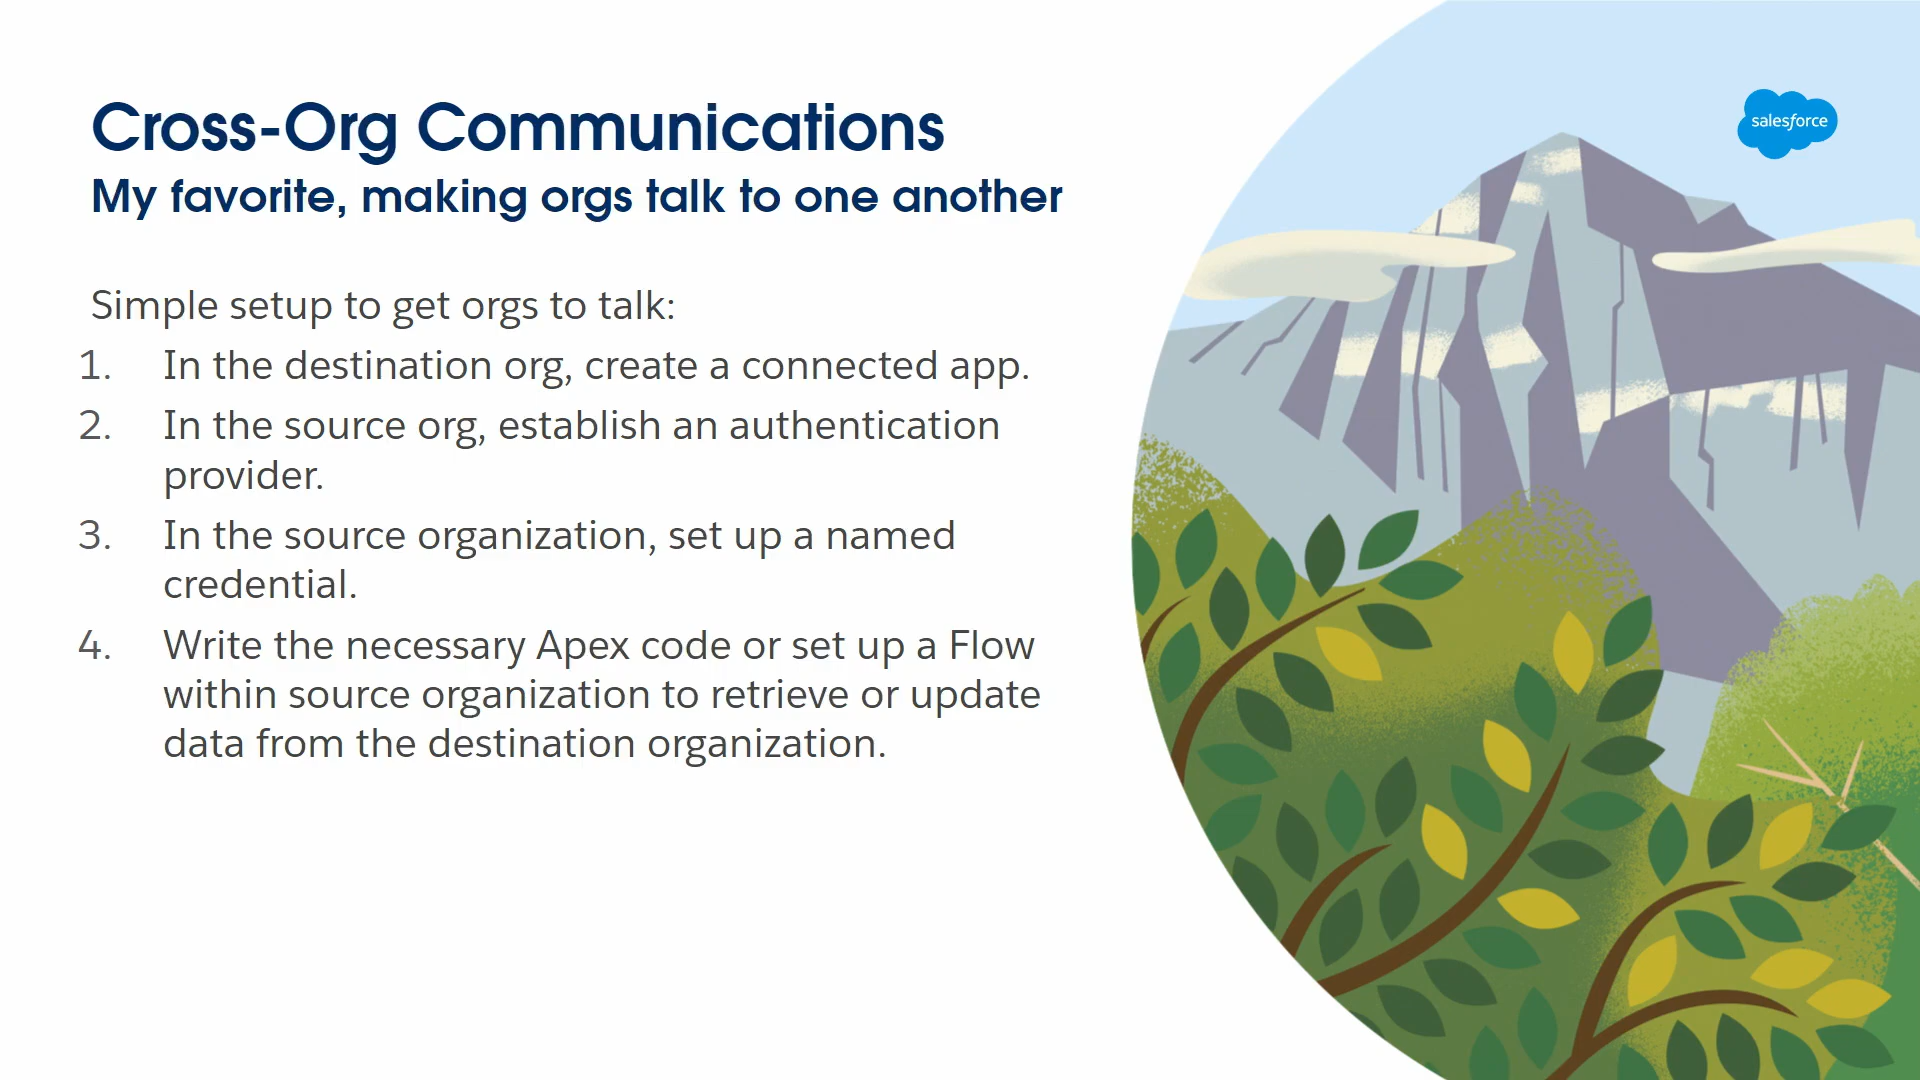 Cross-Org Communications
salesforce
My favorite, making orgs talk to one another
Simple setup to get orgs to talk:
1. In the destination org, create a connected app.
2. In the source org, establish an authentication
provider.
3. In the source organization, set up a named
credential.
4. Write the necessary Apex code or set up a Flow
within source organization to retrieve or update
data from the destination organization.